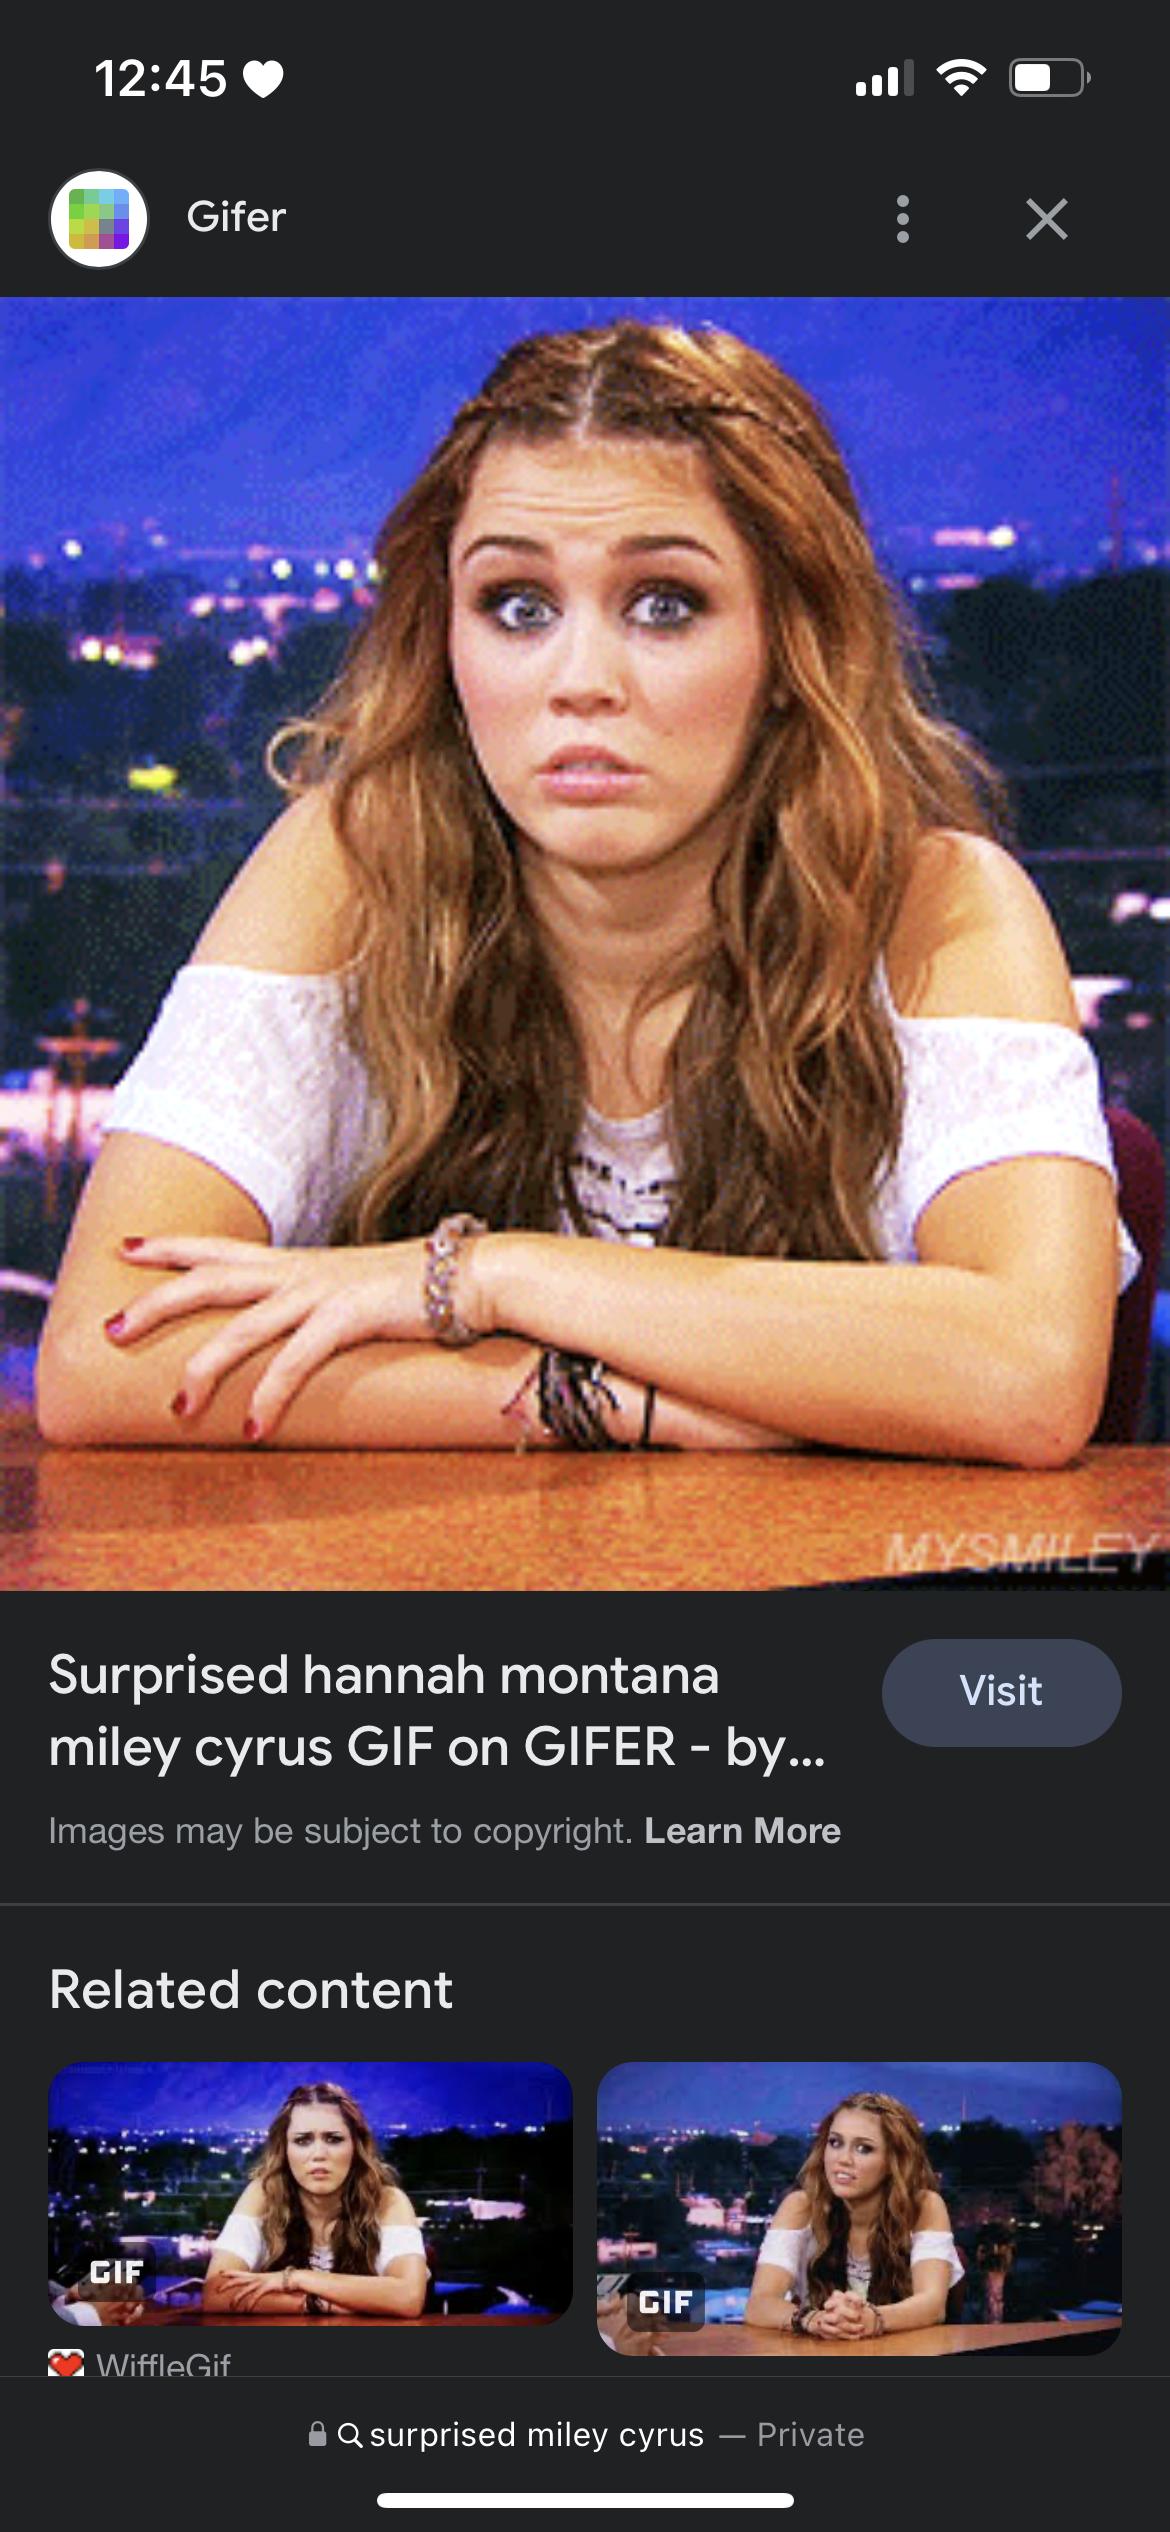 12:45
Gifer
MYSMILEY
Surprised hannah montana
miley cyrus GIF on GIFER - by...
Visit
Images may be subject to copyright. Learn More
Related content
GIF
GIF
WiffleGif
surprised miley cyrus — Private